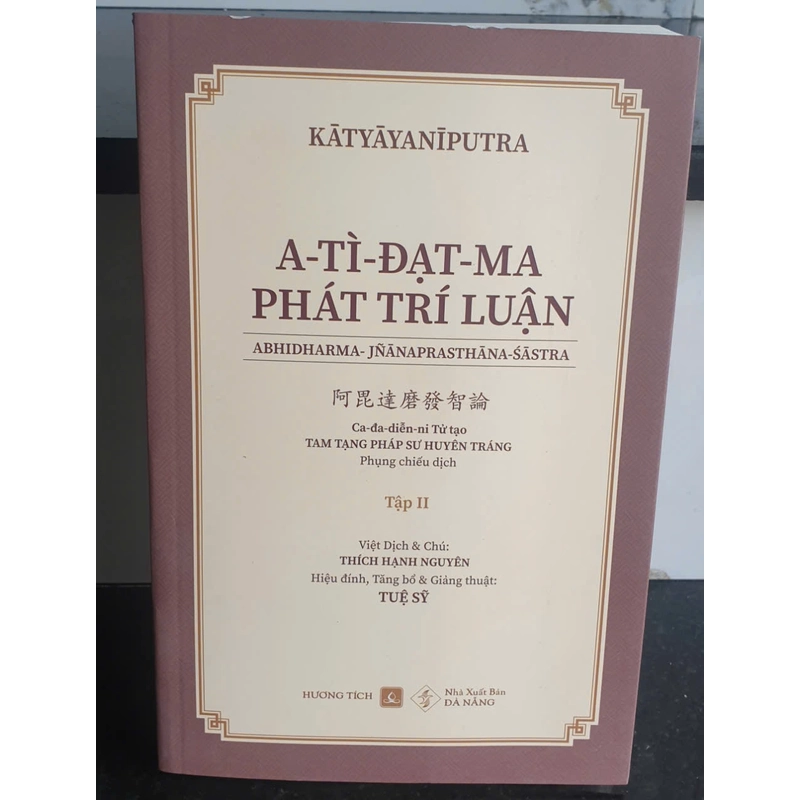 KĀTYĀYANĪPUTRA
A-TÌ-ĐẠT-MA
PHÁT TRÍ LUẬN
ABHIDHARMA- JÑĀNAPRASTHĀNA-ŚĀSTRA
阿毘達磨發智論
Ca-đa-diễn-ni Tử tạo
TAM TẠNG PHÁP SƯ HUYỀN TRÁNG
Phụng chiếu dịch
Tập II
Việt Dịch & Chú:
THÍCH HẠNH NGUYÊN
Hiệu đính, Tăng bổ & Giảng thuật:
TUỆ SỸ
HƯƠNG TÍCH
Nhà Xuất Bản
ĐÀ NẴNG